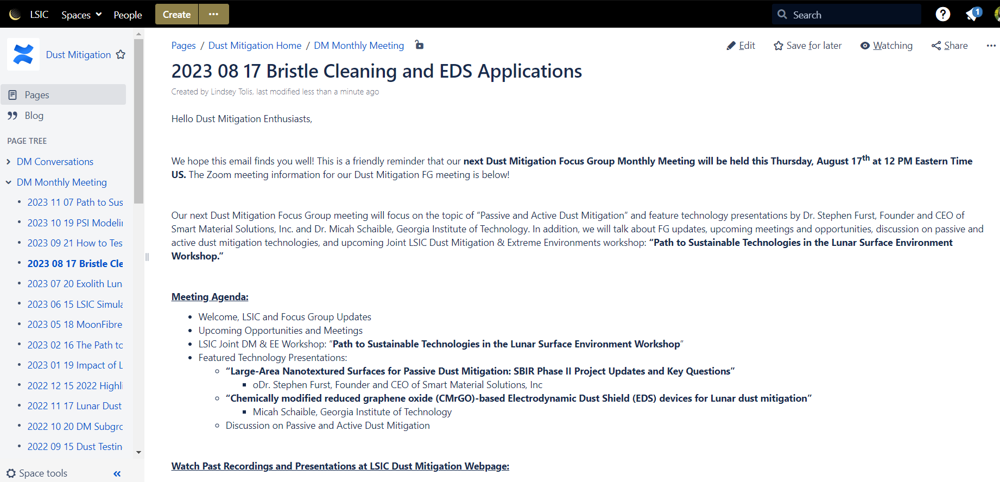 LSIC Spaces People Create ··· Search ? 1
Dust Mitigation
Pages
Blog
PAGE TREE
DM Conversations
DM Monthly Meeting
• 2023 11 07 Path to Sus
• 2023 10 19 PSI Modelin
• 2023 09 21 How to Tes
• 2023 08 17 Bristle Cle
• 2023 07 20 Exolith Lun
• 2023 06 15 LSIC Simula
• 2023 05 18 MoonFibre
• 2023 02 16 The Path to
• 2023 01 19 Impact of L
• 2022 12 15 2022 Highli
• 2022 11 17 Lunar Dust
• 2022 10 20 DM Subgro
• 2022 09 15 Dust Testin
Space tools «
Pages / Dust Mitigation Home / DM Monthly Meeting
Edit Save for later Watching Share ···
2023 08 17 Bristle Cleaning and EDS Applications
Created by Lindsey Tolis, last modified less than a minute ago
Hello Dust Mitigation Enthusiasts,
We hope this email finds you well! This is a friendly reminder that our next Dust Mitigation Focus Group Monthly Meeting will be held this Thursday, August 17th at 12 PM Eastern Time
US. The Zoom meeting information for our Dust Mitigation FG meeting is below!
Our next Dust Mitigation Focus Group meeting will focus on the topic of “Passive and Active Dust Mitigation” and feature technology presentations by Dr. Stephen Furst, Founder and CEO of
Smart Material Solutions, Inc. and Dr. Micah Schaible, Georgia Institute of Technology. In addition, we will talk about FG updates, upcoming meetings and opportunities, discussion on passive and
active dust mitigation technologies, and upcoming Joint LSIC Dust Mitigation & Extreme Environments workshop: “Path to Sustainable Technologies in the Lunar Surface Environment
Workshop.”
Meeting Agenda:
• Welcome, LSIC and Focus Group Updates
• Upcoming Opportunities and Meetings
• LSIC Joint DM & EE Workshop: “Path to Sustainable Technologies in the Lunar Surface Environment Workshop”
• Featured Technology Presentations:
◦ “Large-Area Nanotextured Surfaces for Passive Dust Mitigation: SBIR Phase II Project Updates and Key Questions”
▪ oDr. Stephen Furst, Founder and CEO of Smart Material Solutions, Inc
◦ “Chemically modified reduced graphene oxide (CMrGO)-based Electrodynamic Dust Shield (EDS) devices for Lunar dust mitigation”
▪ Micah Schaible, Georgia Institute of Technology
◦ Discussion on Passive and Active Dust Mitigation
Watch Past Recordings and Presentations at LSIC Dust Mitigation Webpage: